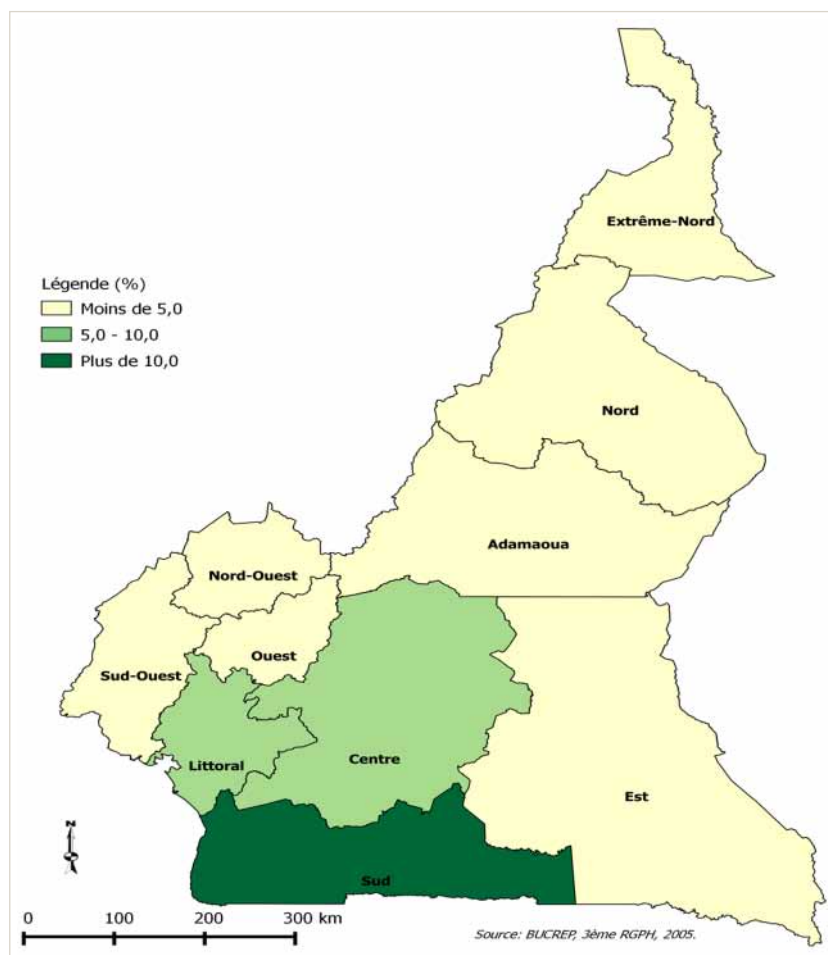 Extrême-Nord
Légende (%)
Moins de 5,0
5,0 - 10,0
Plus de 10,0
Nord
Adamaoua
Nord-Ouest
Ouest
Sud-Ouest
Littoral
Centre
Est
N
Sud
0 100 200 300 km
Source: BUCREP, 3ème RGPH, 2005.